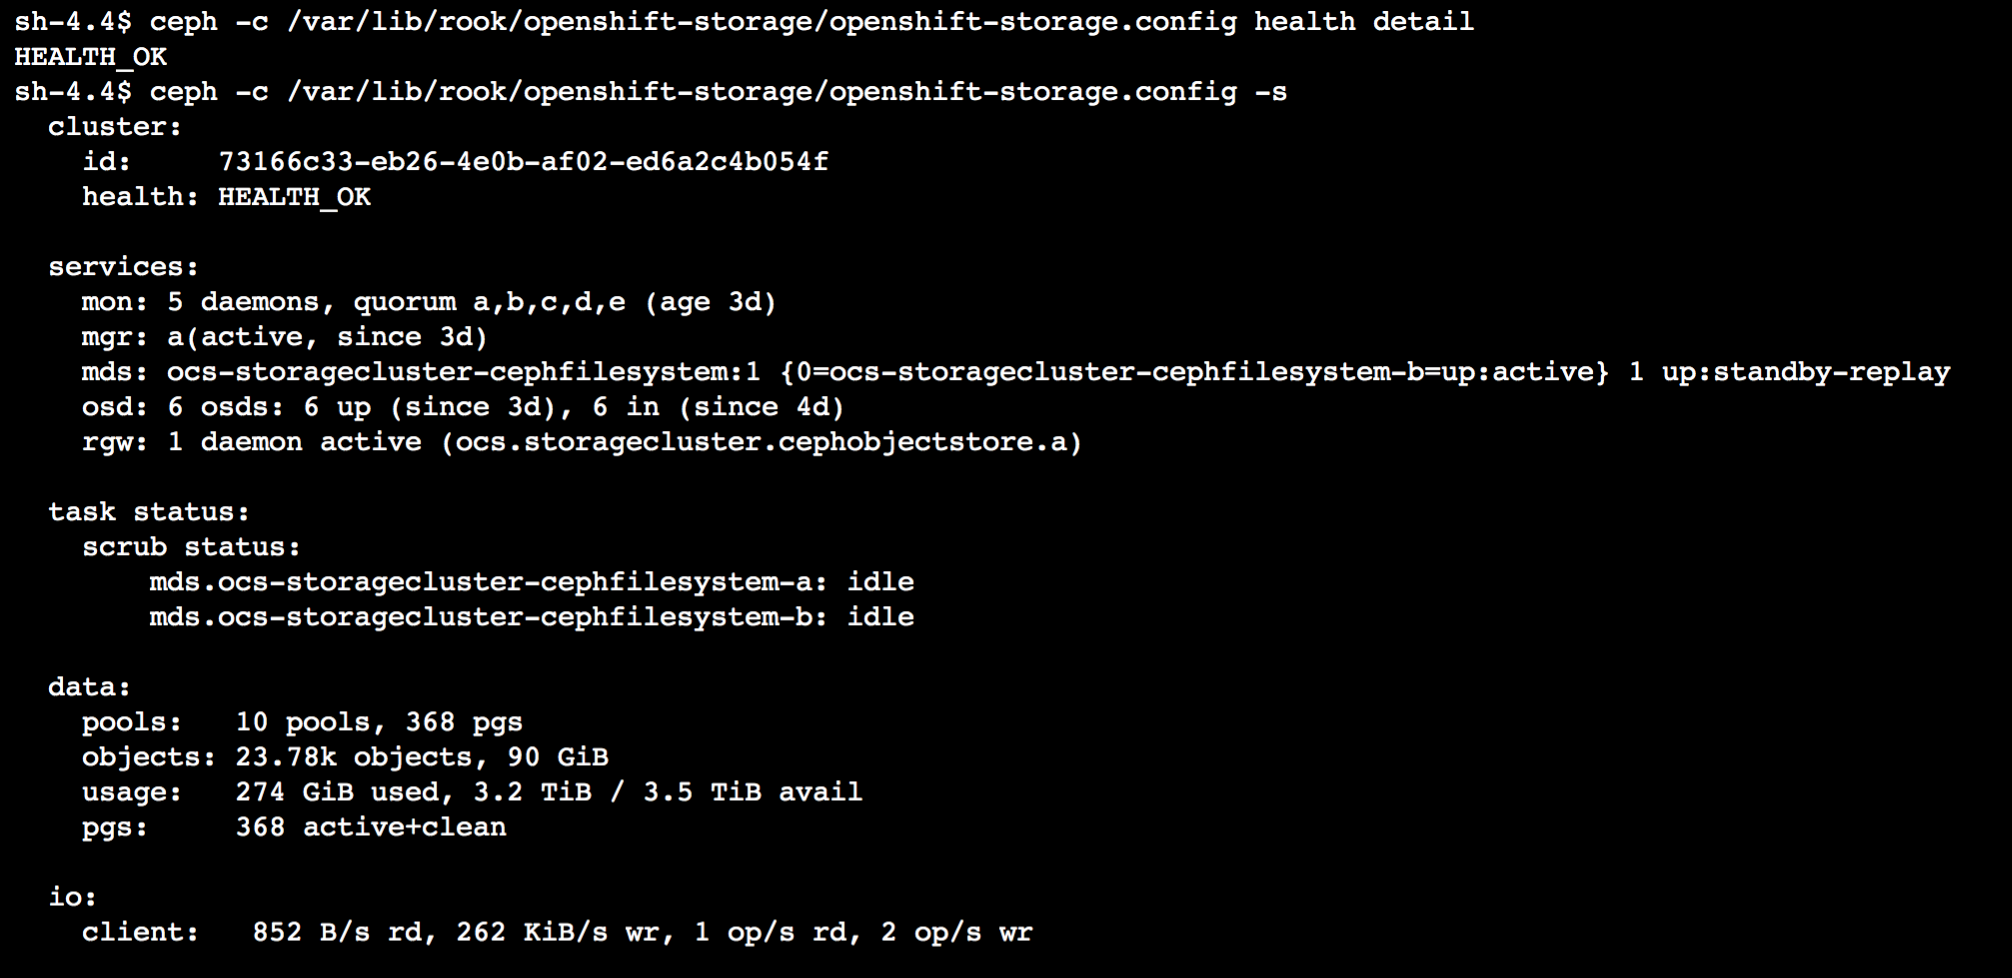 sh-4.4$ ceph -c /var/lib/rook/openshift-storage/openshift-storage.config health detail
HEALTH_OK
sh-4.4$ ceph -c /var/lib/rook/openshift-storage/openshift-storage.config -s
  cluster:
    id:     73166c33-eb26-4e0b-af02-ed6a2c4b054f
    health: HEALTH_OK

  services:
    mon: 5 daemons, quorum a,b,c,d,e (age 3d)
    mgr: a(active, since 3d)
    mds: ocs-storagecluster-cephfilesystem:1 {0=ocs-storagecluster-cephfilesystem-b=up:active} 1 up:standby-replay
    osd: 6 osds: 6 up (since 3d), 6 in (since 4d)
    rgw: 1 daemon active (ocs.storagecluster.cephobjectstore.a)

  task status:
    scrub status:
        mds.ocs-storagecluster-cephfilesystem-a: idle
        mds.ocs-storagecluster-cephfilesystem-b: idle

  data:
    pools:   10 pools, 368 pgs
    objects: 23.78k objects, 90 GiB
    usage:   274 GiB used, 3.2 TiB / 3.5 TiB avail
    pgs:     368 active+clean

  io:
    client:   852 B/s rd, 262 KiB/s wr, 1 op/s rd, 2 op/s wr